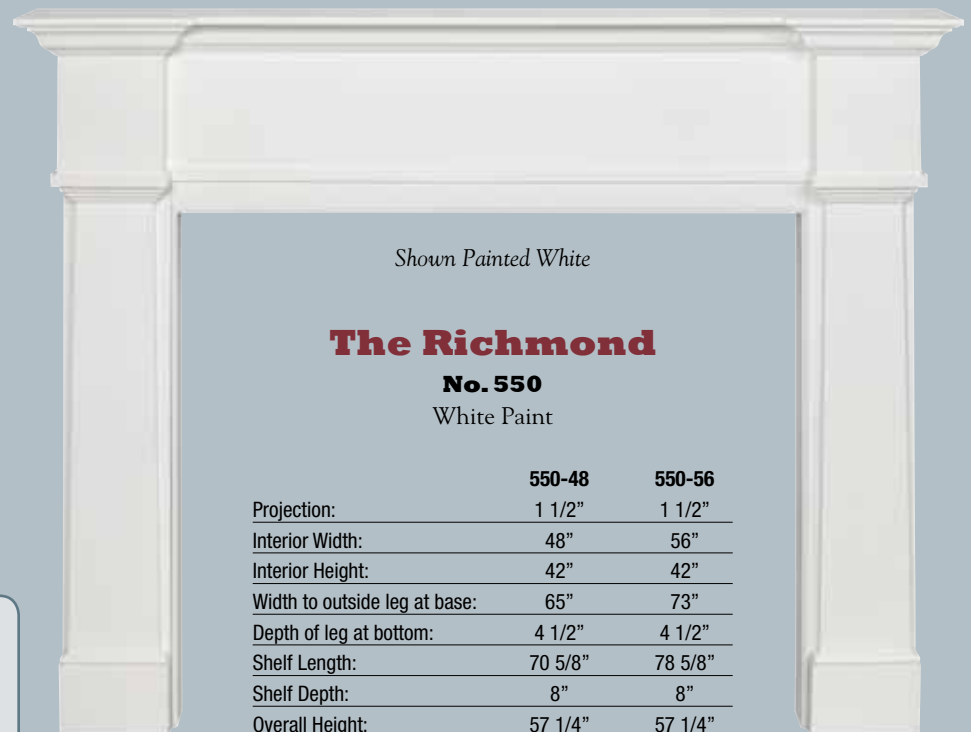 Shown Painted White
The Richmond
No. 550
White Paint
550-48 550-56
Projection: 1 1/2” 1 1/2”
Interior Width: 48” 56”
Interior Height: 42” 42”
Width to outside leg at base: 65” 73”
Depth of leg at bottom: 4 1/2” 4 1/2”
Shelf Length: 70 5/8” 78 5/8”
Shelf Depth: 8” 8”
Overall Height: 57 1/4” 57 1/4”